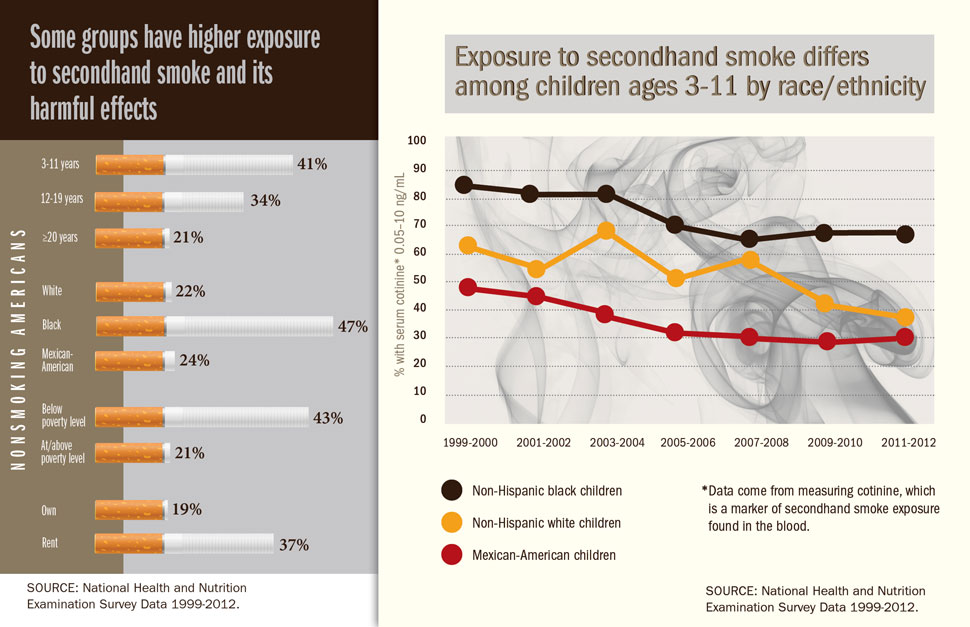 Some groups have higher exposure
to secondhand smoke and its
harmful effects
NONSMOKING AMERICANS
3-11 years 41%
12-19 years 34%
≥20 years 21%
White 22%
Black 47%
Mexican-
American 24%
Below
poverty level 43%
At/above
poverty level 21%
Own 19%
Rent 37%
SOURCE: National Health and Nutrition
Examination Survey Data 1999-2012.
Exposure to secondhand smoke differs
among children ages 3-11 by race/ethnicity
% with serum cotinine* 0.05–10 ng/mL
100
90
80
70
60
50
40
30
20
10
0
1999-2000 2001-2002 2003-2004 2005-2006 2007-2008 2009-2010 2011-2012
Non-Hispanic black children
Non-Hispanic white children
Mexican-American children
*Data come from measuring cotinine, which
is a marker of secondhand smoke exposure
found in the blood.
SOURCE: National Health and Nutrition
Examination Survey Data 1999-2012.